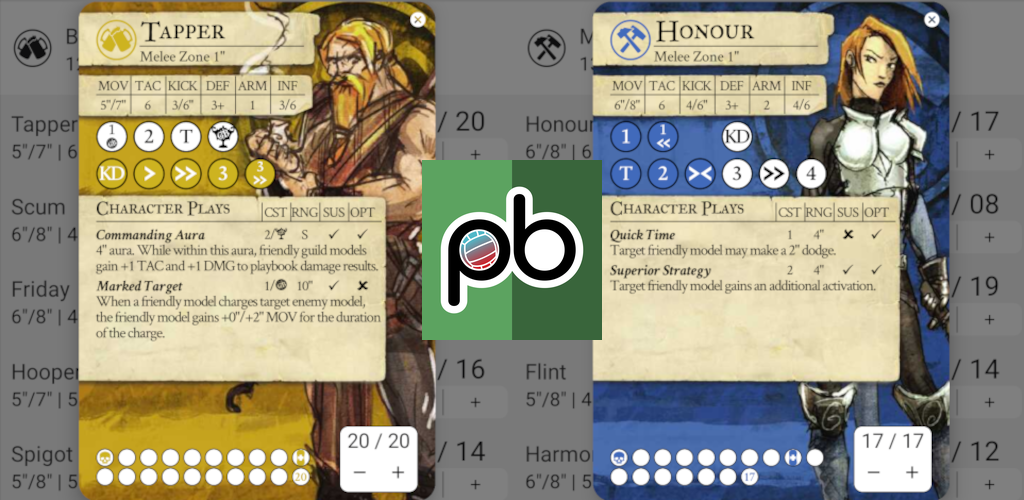 B
12
Tapper
5"/7" | 6
/ 20
+
Scum
6"/8" | 4
Friday
6"/8" | 4
Hooper
5"/7" | 5
/ 16
+
Spigot
6"/8" | 5
/ 14
TAPPER
Melee Zone 1"
MOV TAC KICK DEF ARM INF
5"/7" 6 3/6" 3+ 1 3/6
1 2 T
KD > >> 3 3 >>
CHARACTER PLAYS CST RNG SUS OPT
Commanding Aura 2/ S ✓ ✓
4" aura. While within this aura, friendly guild models
gain +1 TAC and +1 DMG to playbook damage results.
Marked Target 1/ 10" ✓ ✗
When a friendly model charges target enemy model,
the friendly model gains +0"/+2" MOV for the duration
of the charge.
20 / 20
− +
20
pb
M
Honour
6"/8" | 6
/ 17
+
/ 08
+
/ 19
+
Flint
5"/8" | 4
/ 14
+
Harmo
6"/8" | 5
/ 12
+
HONOUR
Melee Zone 1"
MOV TAC KICK DEF ARM INF
6"/8" 6 4/6" 3+ 2 4/6
1 1 << KD
T 2 >< 3 >> 4
CHARACTER PLAYS CST RNG SUS OPT
Quick Time 1 4" ✗ ✓
Target friendly model may make a 2" dodge.
Superior Strategy 2 4" ✓ ✓
Target friendly model gains an additional activation.
17 / 17
− +
17